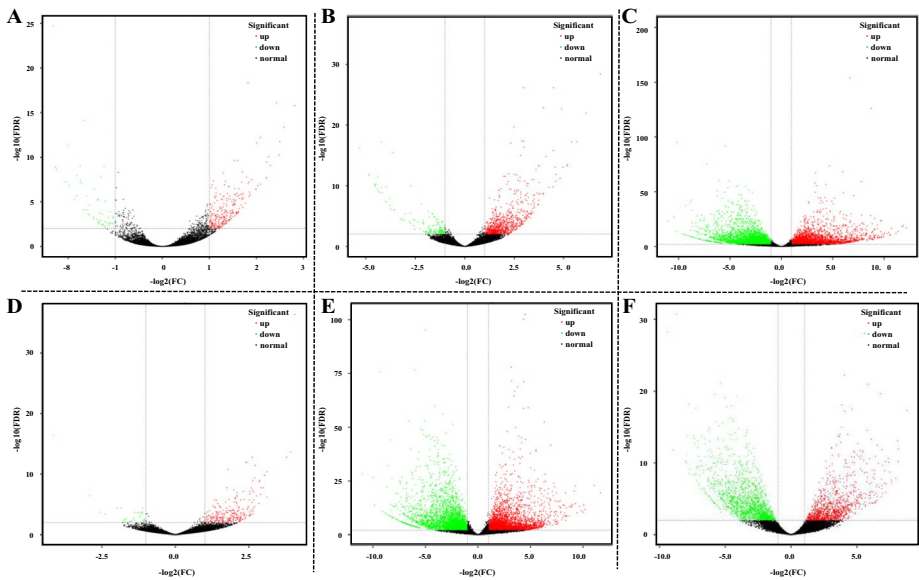 A
Significant
up
down
normal
25
20
15
10
5
0
-log10(FDR)
-8 -1 0 1 2 3
-log2(FC)
B
Significant
up
down
normal
30
20
10
0
-log10(FDR)
-5.0 -2.5 0.0 2.5 5. 0
-log2(FC)
C
Significant
up
down
normal
200
150
100
50
0
-log10(FDR)
-10.0 -5.0 0 5.0 10. 0
-log2(FC)
D
Significant
up
down
normal
30
20
10
0
-log10(FDR)
-2.5 0.0 2.5
-log2(FC)
E
Significant
up
down
normal
100
75
50
25
0
-log10(FDR)
-10.0 -5.0 0.0 5.0 10.0
-log2(FC)
F
Significant
up
down
normal
30
20
10
0
-log10(FDR)
-10.0 -5.0 0.0 5.0
-log2(FC)